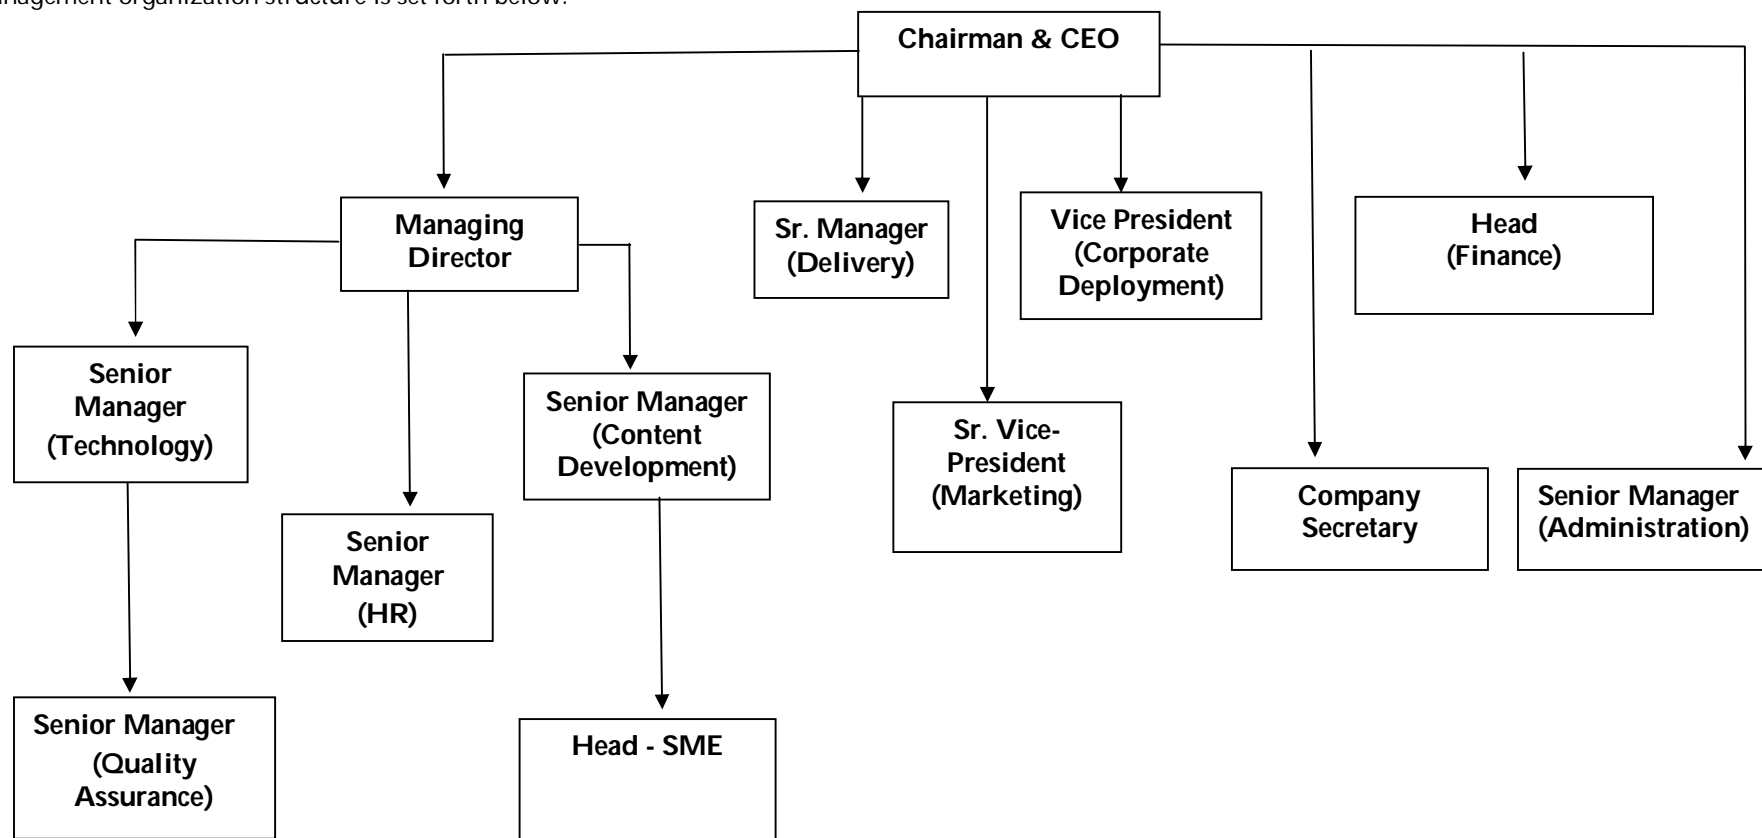 management organization structure is set forth below:
Chairman & CEO
Managing
Director
Sr. Manager
(Delivery)
Vice President
(Corporate
Deployment)
Head
(Finance)
Senior
Manager
(Technology)
Senior Manager
(Content
Development)
Sr. Vice-
President
(Marketing)
Company
Secretary
Senior Manager
(Administration)
Senior
Manager
(HR)
Senior Manager
(Quality
Assurance)
Head - SME